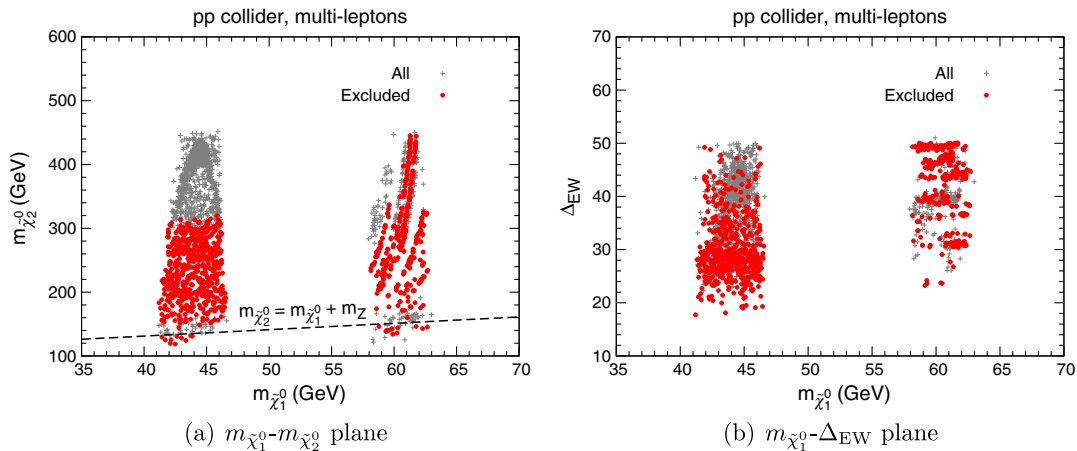 pp collider, multi-leptons
600
500
400
300
200
100
35 40 45 50 55 60 65 70
m_χ̃₂⁰ (GeV)
m_χ̃₁⁰ (GeV)
All
Excluded
m_χ̃₂⁰ = m_χ̃₁⁰ + m_Z
(a) m_χ̃₁⁰-m_χ̃₂⁰ plane
pp collider, multi-leptons
70
60
50
40
30
20
10
35 40 45 50 55 60 65 70
Δ_EW
m_χ̃₁⁰ (GeV)
All
Excluded
(b) m_χ̃₁⁰-Δ_EW plane